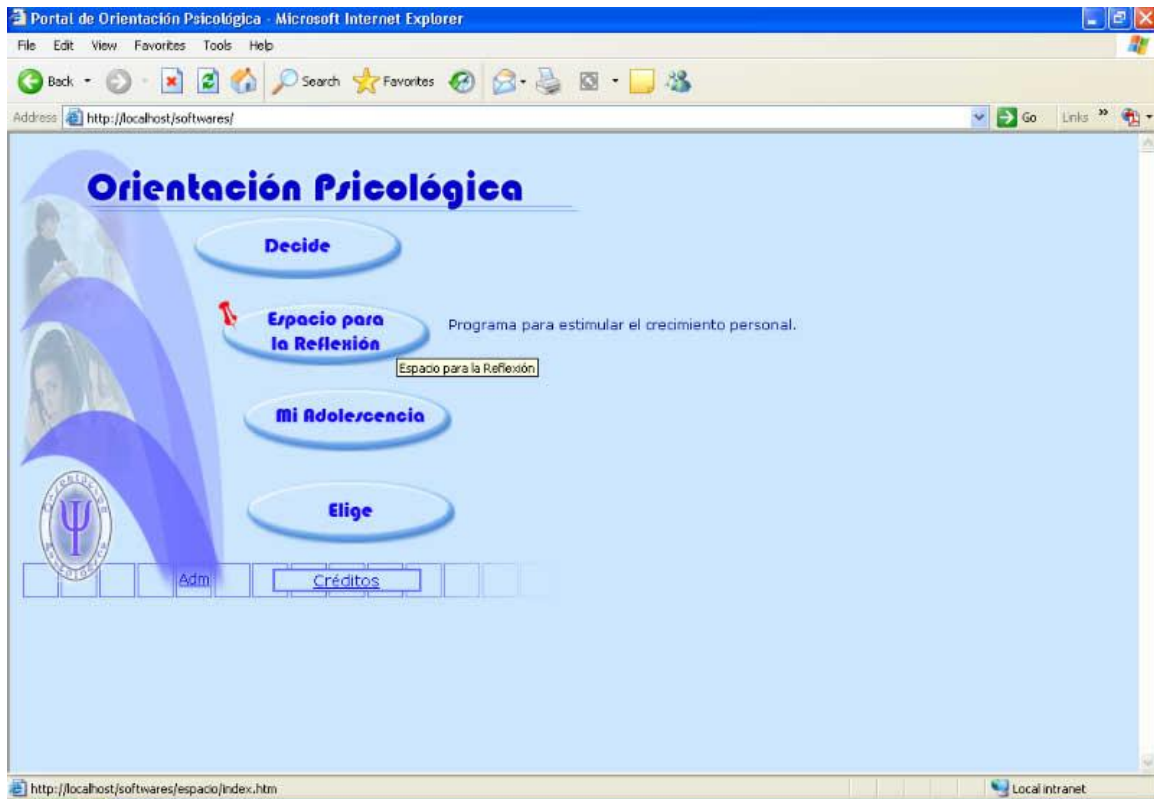 Portal de Orientación Psicológica - Microsoft Internet Explorer
File Edit View Favorites Tools Help
Back Search Favorites
Address http://localhost/softwares/ Go Links »
Orientación Psicológica
Decide
Espacio para
la Reflexión
Programa para estimular el crecimiento personal.
Espacio para la Reflexión
Mi Adolescencia
Elige
Orientación
Psicológica
Ψ
Adm
Créditos
http://localhost/softwares/espacio/index.htm Local intranet